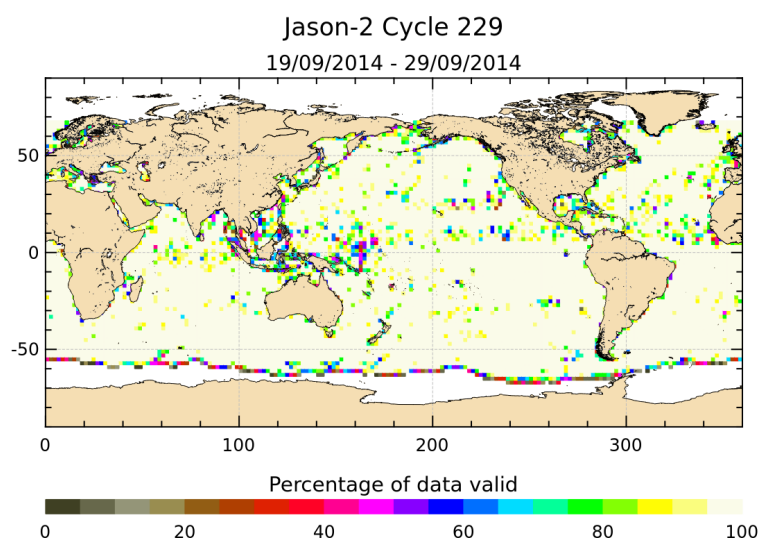 Jason-2 Cycle 229
19/09/2014 - 29/09/2014
50
0
-50
0 100 200 300
Percentage of data valid
0 20 40 60 80 100